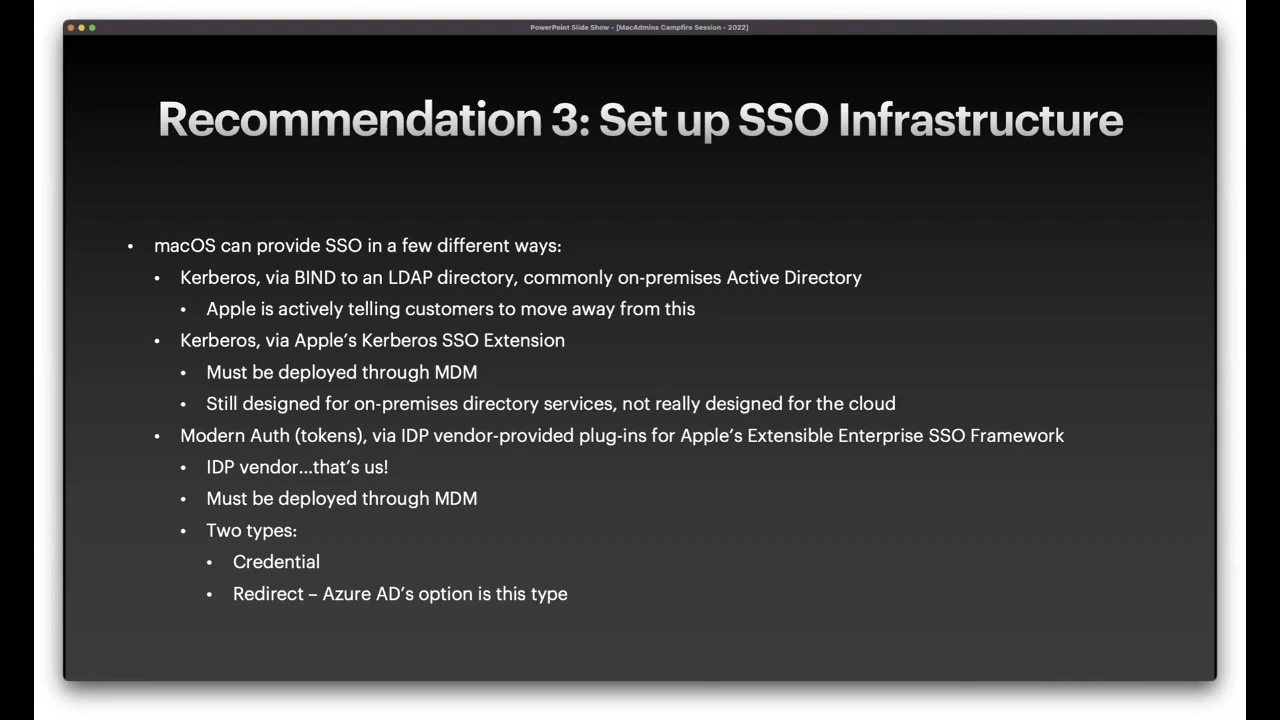 PowerPoint Slide Show - [MacAdmins Campfire Session - 2022]
Recommendation 3: Set up SSO Infrastructure
• macOS can provide SSO in a few different ways:
• Kerberos, via BIND to an LDAP directory, commonly on-premises Active Directory
• Apple is actively telling customers to move away from this
• Kerberos, via Apple’s Kerberos SSO Extension
• Must be deployed through MDM
• Still designed for on-premises directory services, not really designed for the cloud
• Modern Auth (tokens), via IDP vendor-provided plug-ins for Apple’s Extensible Enterprise SSO Framework
• IDP vendor...that’s us!
• Must be deployed through MDM
• Two types:
• Credential
• Redirect – Azure AD’s option is this type